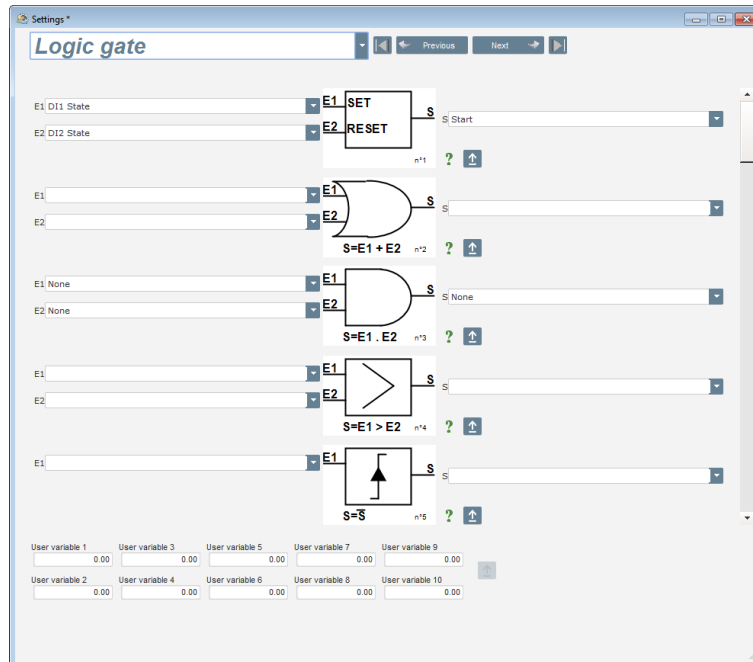 Settings *
Logic gate
Previous
Next
E1 DI1 State
E2 DI2 State
E1 SET
E2 RESET
S
S Start
n°1
?
E1
E2
E1
E2
S
S
S=E1 + E2
n°2
?
E1 None
E2 None
E1
E2
S
S None
S=E1 . E2
n°3
?
E1
E2
E1
E2
S
S
S=E1 > E2
n°4
?
E1
E1
S
S
S=S̅
n°5
?
User variable 1 User variable 3 User variable 5 User variable 7 User variable 9
0.00 0.00 0.00 0.00 0.00
User variable 2 User variable 4 User variable 6 User variable 8 User variable 10
0.00 0.00 0.00 0.00 0.00